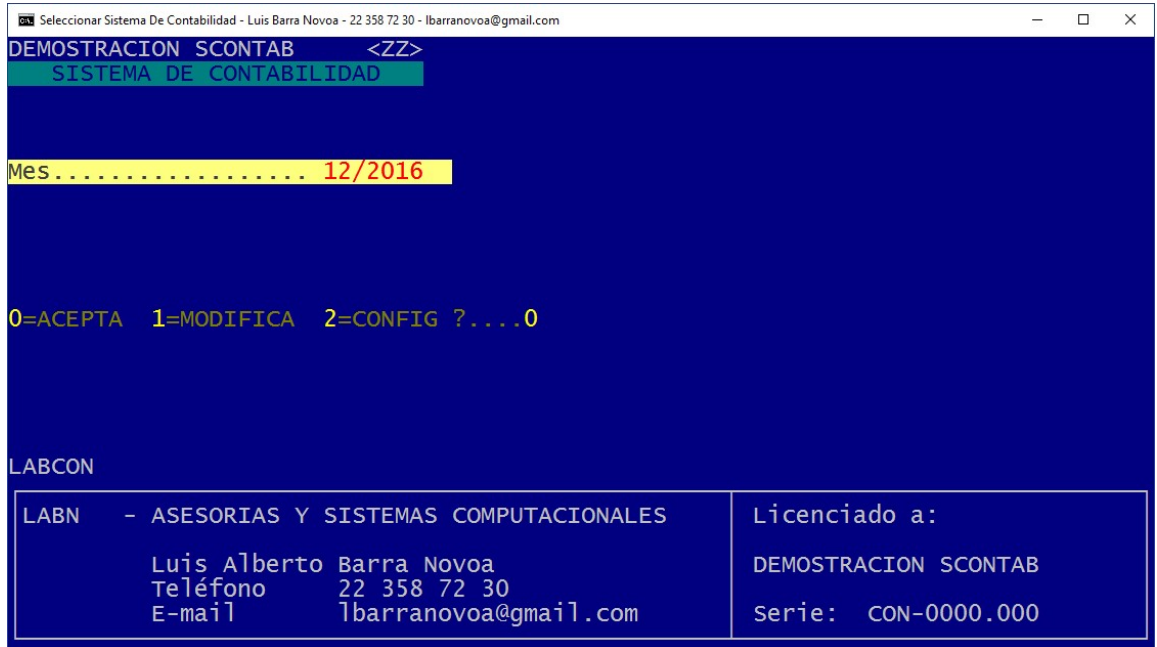 Seleccionar Sistema De Contabilidad - Luis Barra Novoa - 22 358 72 30 - lbarranovoa@gmail.com
DEMOSTRACION SCONTAB <ZZ>
SISTEMA DE CONTABILIDAD
Mes.................. 12/2016
0=ACEPTA 1=MODIFICA 2=CONFIG ?....0
LABCON
LABN - ASESORIAS Y SISTEMAS COMPUTACIONALES
Luis Alberto Barra Novoa
Teléfono 22 358 72 30
E-mail lbarranovoa@gmail.com
Licenciado a:
DEMOSTRACION SCONTAB
Serie: CON-0000.000